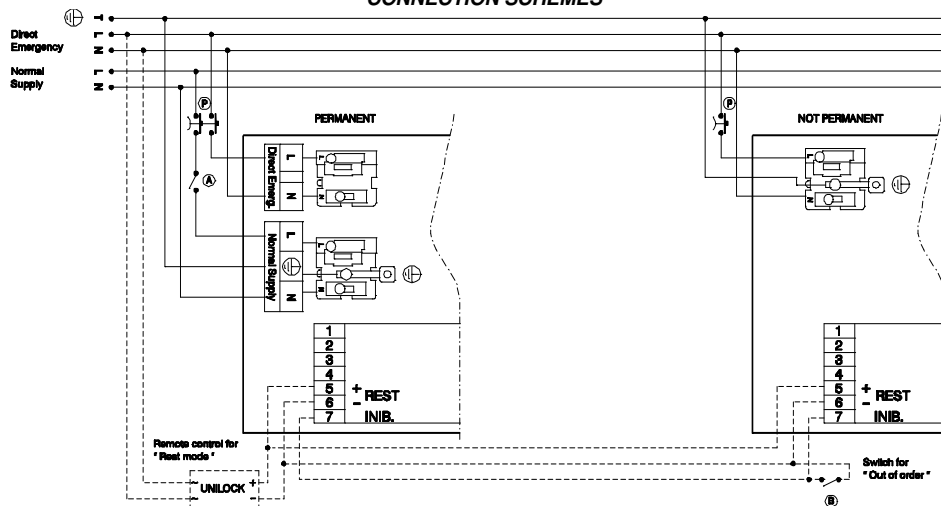 CONNECTION SCHEMES
T
Direct
Emergency
L
N
Normal
Supply
L
N
P
PERMANENT
P
NOT PERMANENT
A
Direct Emerg.
L
N
L
N
Normal Supply
L
N
L
N
L
N
1
2
3
4
5 + REST
6 −
7 INIB.
1
2
3
4
5 + REST
6 −
7 INIB.
Remote control for
" Rest mode "
~ UNILOCK +
~ −
Switch for
" Out of order "
B